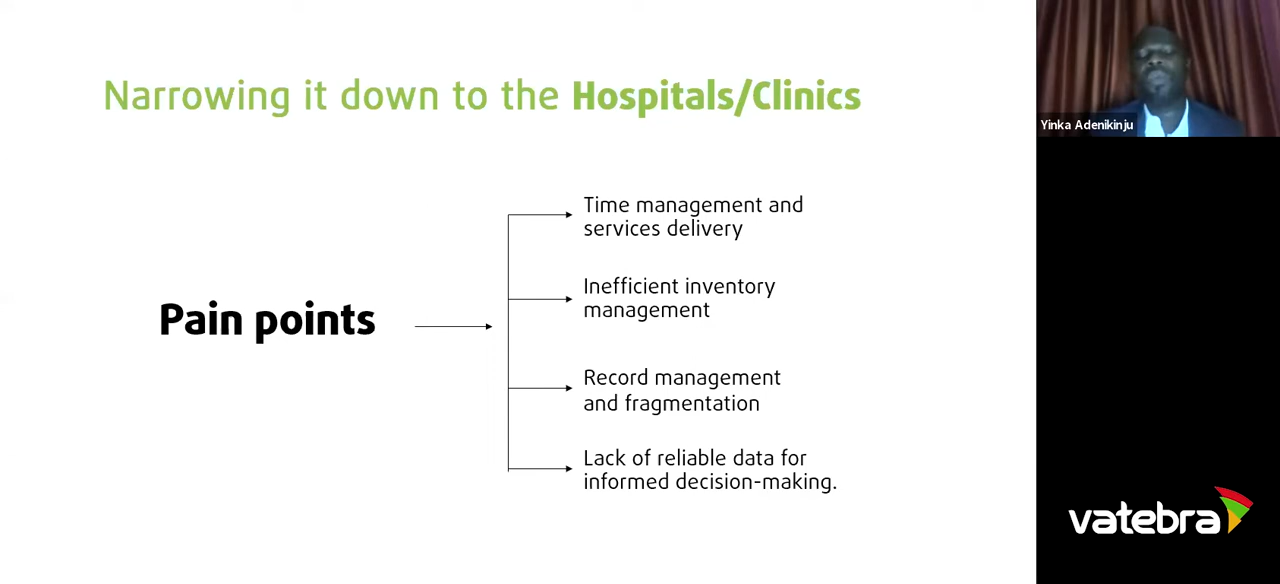 Narrowing it down to the Hospitals/Clinics
Yinka Adenikinju
Time management and
services delivery
Inefficient inventory
management
Pain points
Record management
and fragmentation
Lack of reliable data for
informed decision-making.
vatebra